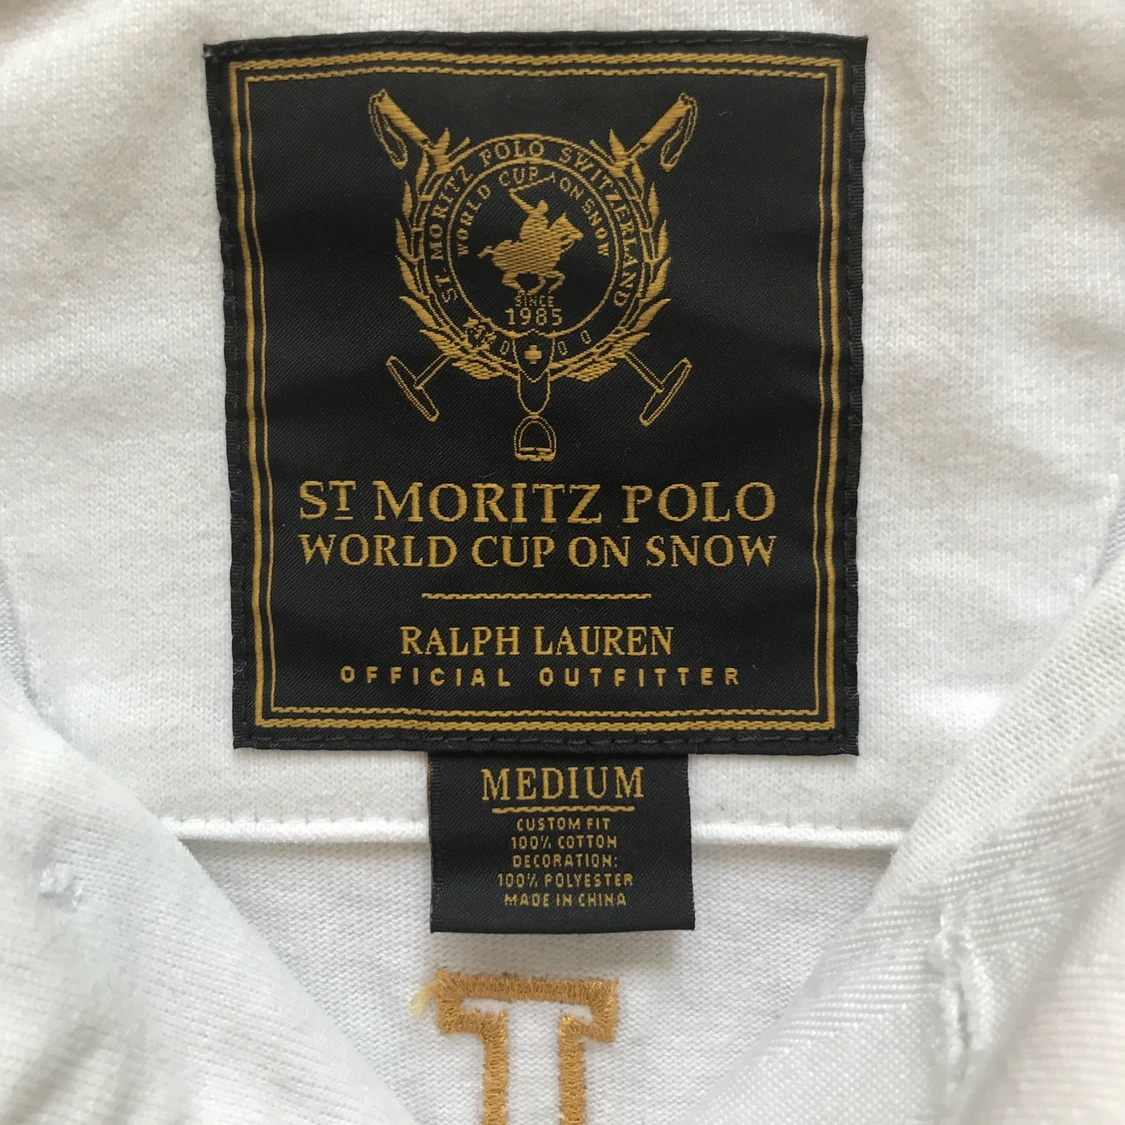 ST. MORITZ POLO SWITZERLAND
WORLD CUP ON SNOW
SINCE
1985
ST MORITZ POLO
WORLD CUP ON SNOW
RALPH LAUREN
OFFICIAL OUTFITTER
MEDIUM
CUSTOM FIT
100% COTTON
DECORATION:
100% POLYESTER
MADE IN CHINA